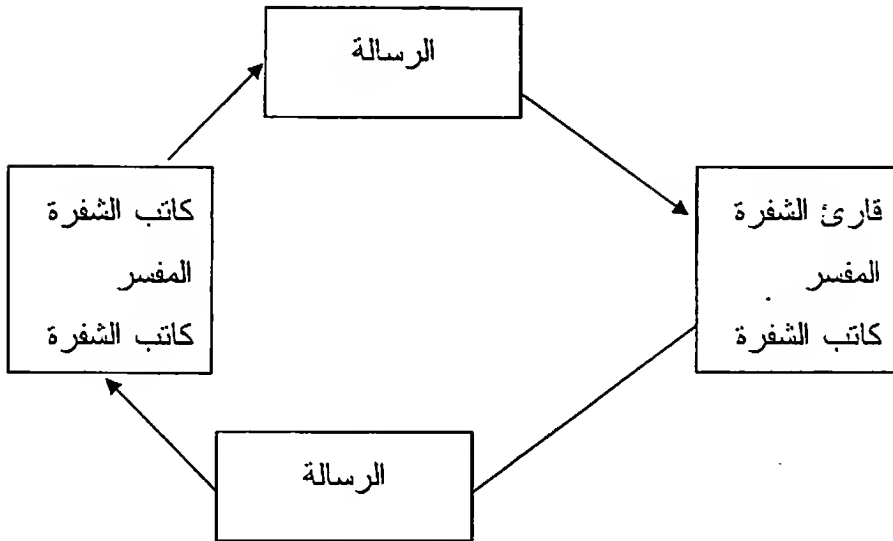 الرسالة
قارئ الشفرة
المفسر
كاتب الشفرة
كاتب الشفرة
المفسر
كاتب الشفرة
الرسالة